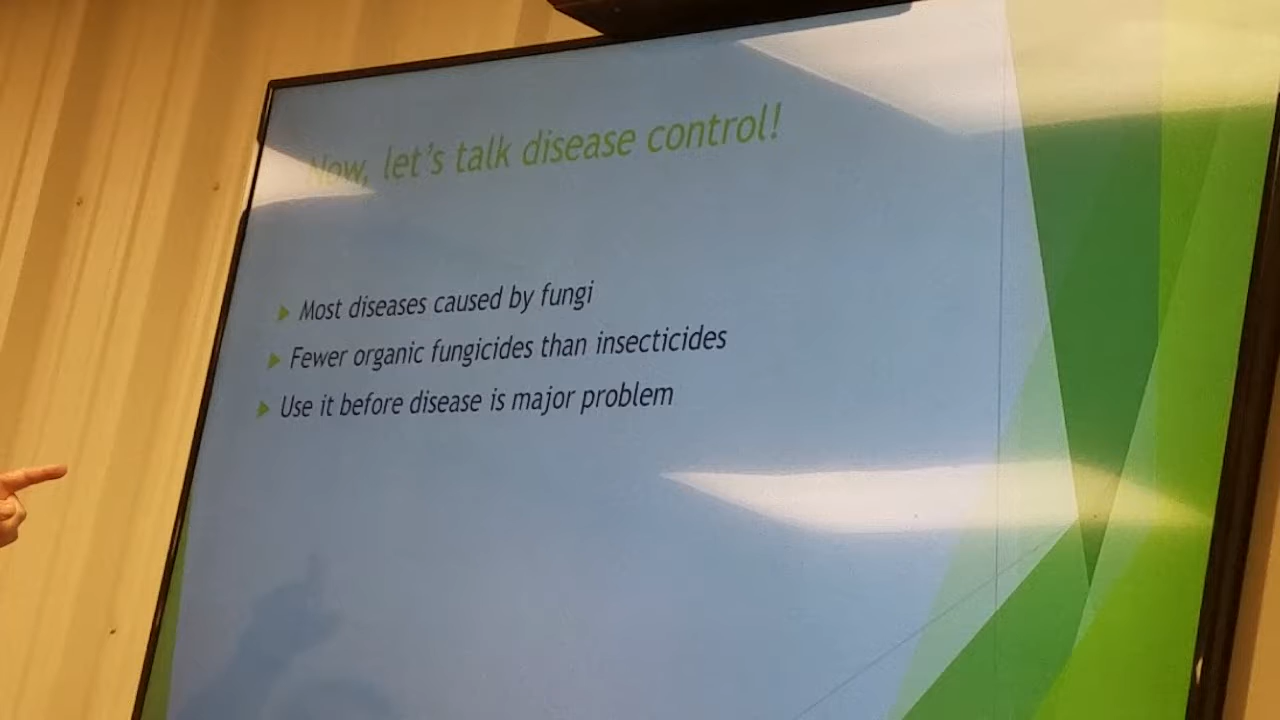 Now, let's talk disease control!
Most diseases caused by fungi
Fewer organic fungicides than insecticides
Use it before disease is major problem